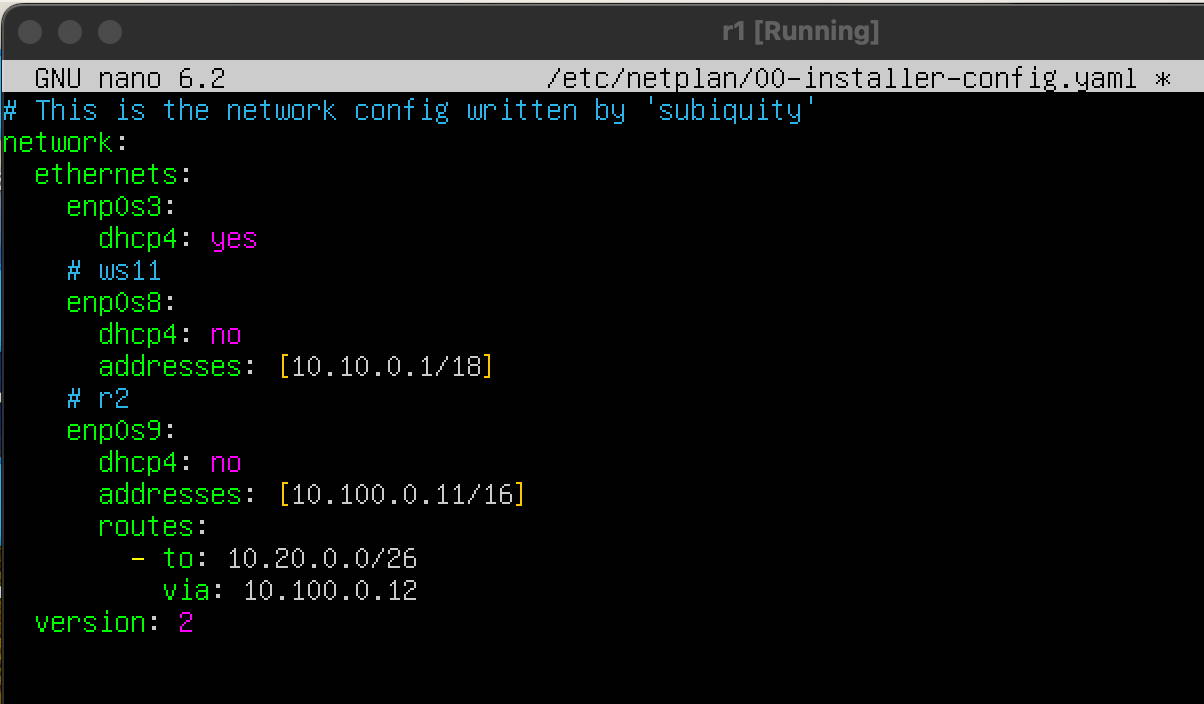 r1 [Running]
GNU nano 6.2 /etc/netplan/00-installer-config.yaml *
# This is the network config written by 'subiquity'
network:
  ethernets:
    enp0s3:
      dhcp4: yes
    # ws11
    enp0s8:
      dhcp4: no
      addresses: [10.10.0.1/18]
    # r2
    enp0s9:
      dhcp4: no
      addresses: [10.100.0.11/16]
      routes:
        - to: 10.20.0.0/26
          via: 10.100.0.12
  version: 2